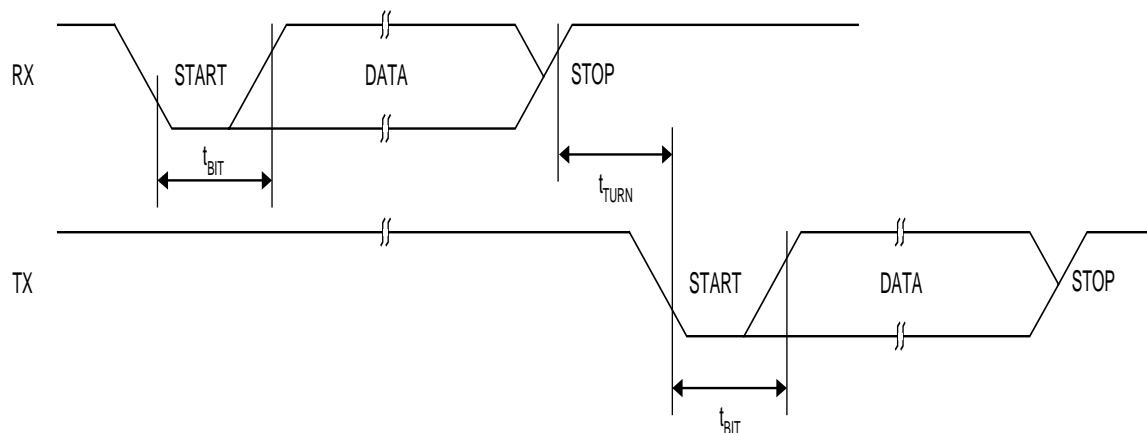 RX
START
DATA
STOP
tBIT
tTURN
TX
START
DATA
STOP
tBIT